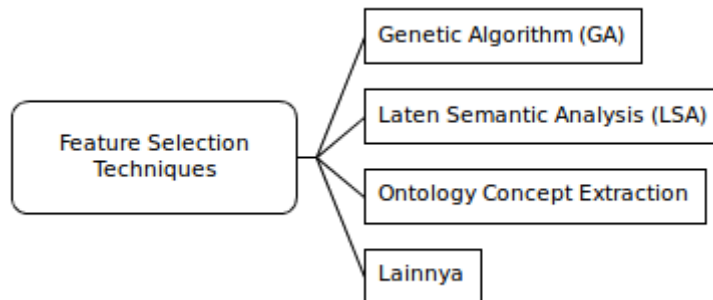 Genetic Algorithm (GA)
Laten Semantic Analysis (LSA)
Feature Selection
Techniques
Ontology Concept Extraction
Lainnya